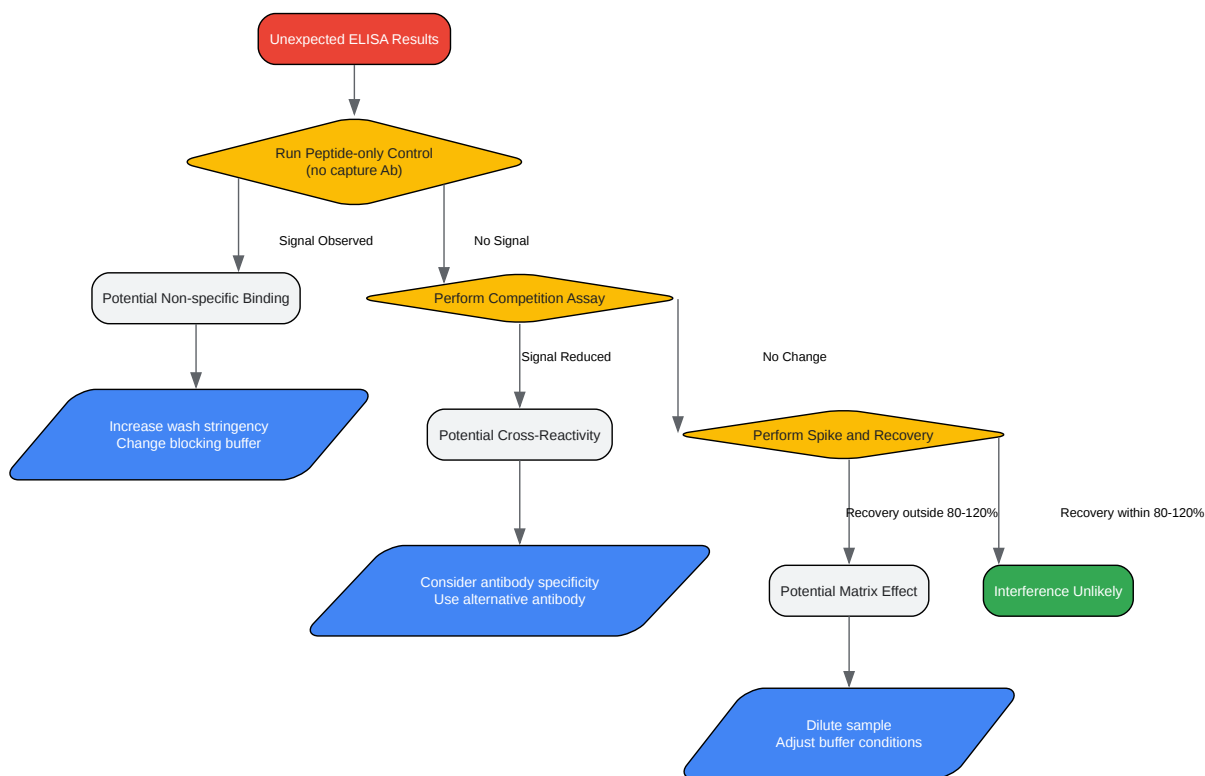 Unexpected ELISA Results
Run Peptide-only Control
(no capture Ab)
Signal Observed
No Signal
Potential Non-specific Binding
Perform Competition Assay
Signal Reduced
No Change
Increase wash stringency
Change blocking buffer
Potential Cross-Reactivity
Perform Spike and Recovery
Recovery outside 80-120%
Recovery within 80-120%
Consider antibody specificity
Use alternative antibody
Potential Matrix Effect
Interference Unlikely
Dilute sample
Adjust buffer conditions